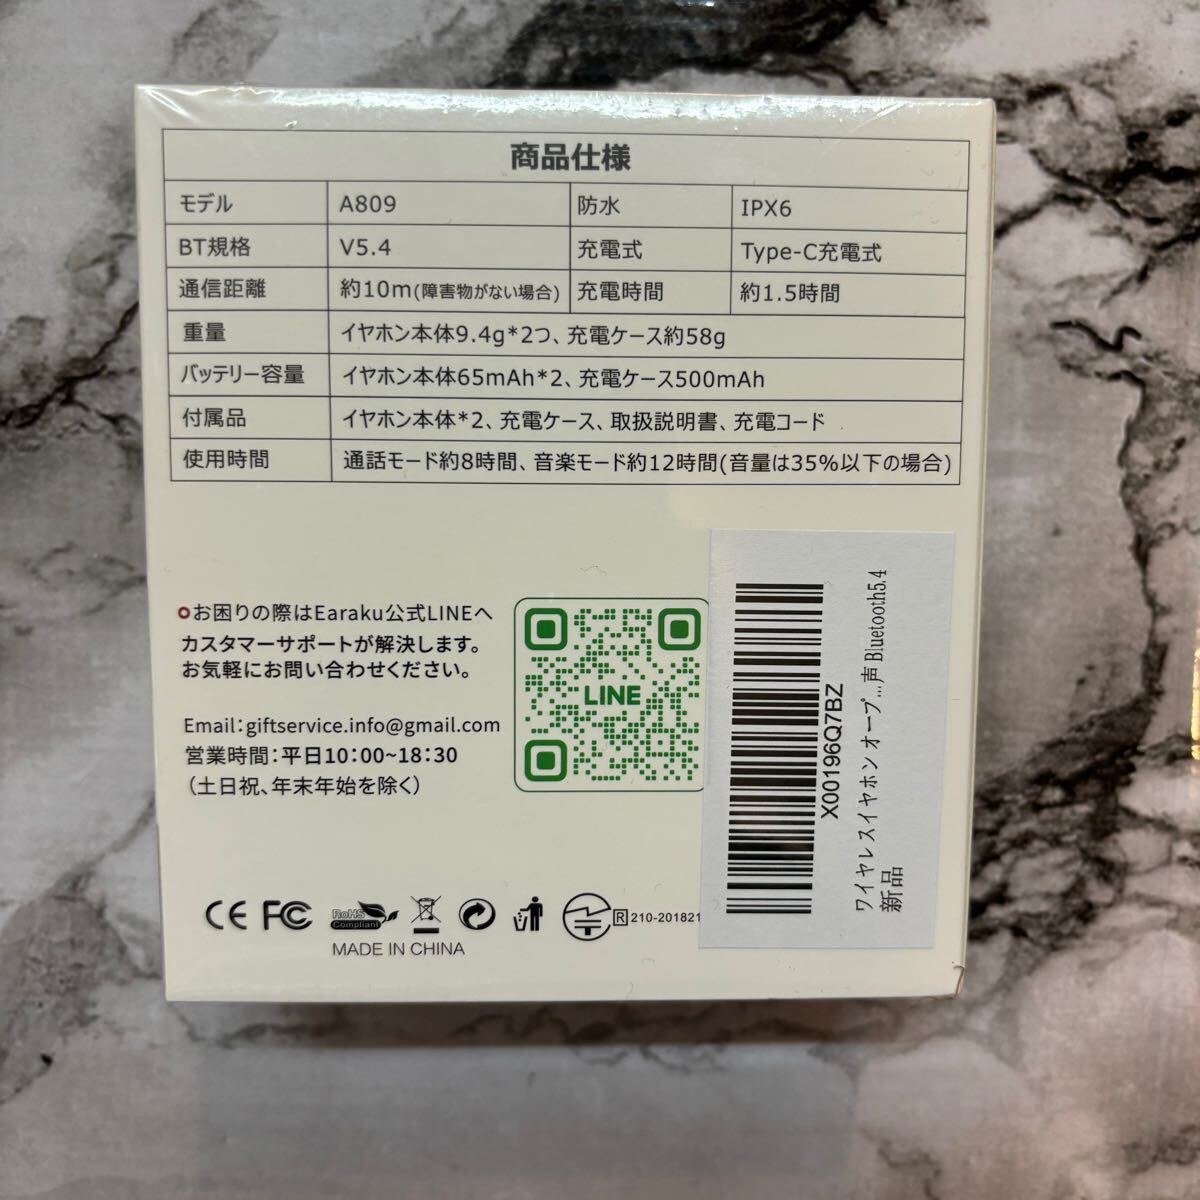 商品仕様
モデル A809 防水 IPX6
BT規格 V5.4 充電式 Type-C充電式
通信距離 約10m(障害物がない場合) 充電時間 約1.5時間
重量 イヤホン本体9.4g*2つ、充電ケース約58g
バッテリー容量 イヤホン本体65mAh*2、充電ケース500mAh
付属品 イヤホン本体*2、充電ケース、取扱説明書、充電コード
使用時間 通話モード約8時間、音楽モード約12時間(音量は35%以下の場合)
お困りの際はEaraku公式LINEへ
カスタマーサポートが解決します。
お気軽にお問い合わせください。
Email:giftservice.info@gmail.com
営業時間:平日10:00~18:30
(土日祝、年末年始を除く)
LINE
X00196Q7BZ
ワイヤレスイヤホン オープ...声 Bluetooth5.4
新品
CE FC RoHS Compliant R 210-201821
MADE IN CHINA